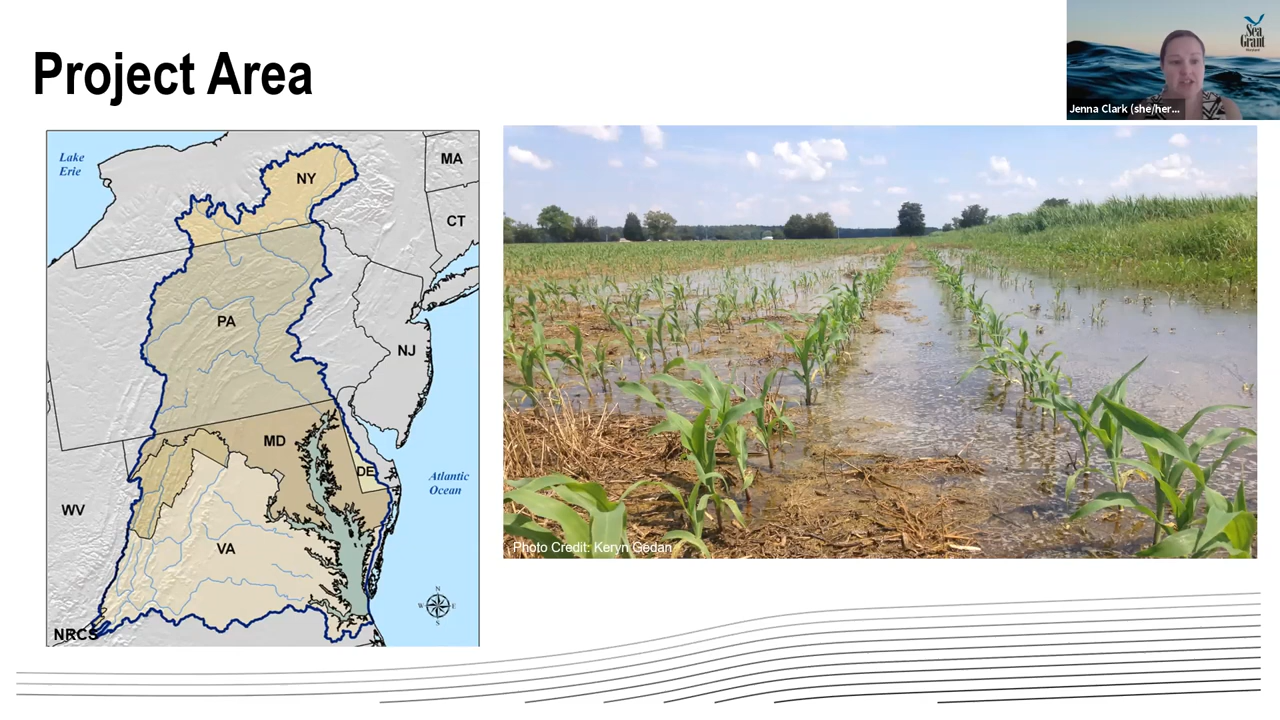 Project Area
Sea
Grant
Maryland
Jenna Clark (she/her...
Lake
Erie
NY
MA
CT
PA
NJ
MD
DE
Atlantic
Ocean
WV
VA
N
W
E
S
NRCS
Photo Credit: Keryn Gedan